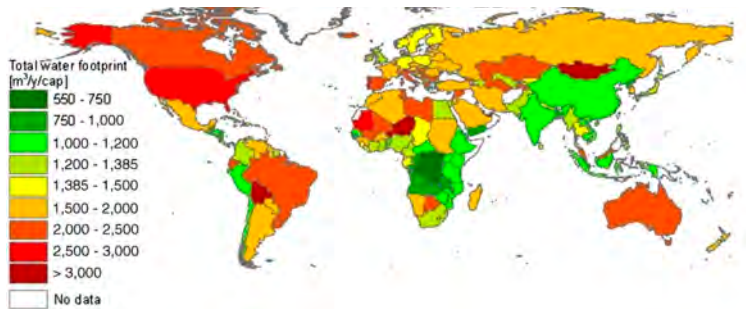 Total water footprint
[m³/y/cap]
550 - 750
750 - 1,000
1,000 - 1,200
1,200 - 1,385
1,385 - 1,500
1,500 - 2,000
2,000 - 2,500
2,500 - 3,000
> 3,000
No data